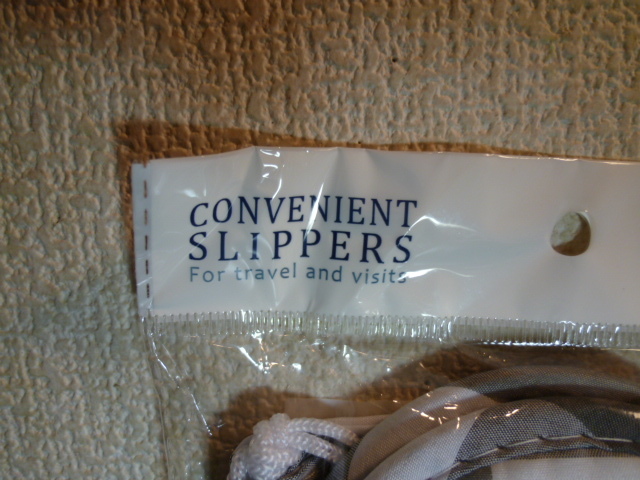 CONVENIENT
SLIPPERS
For travel and visits